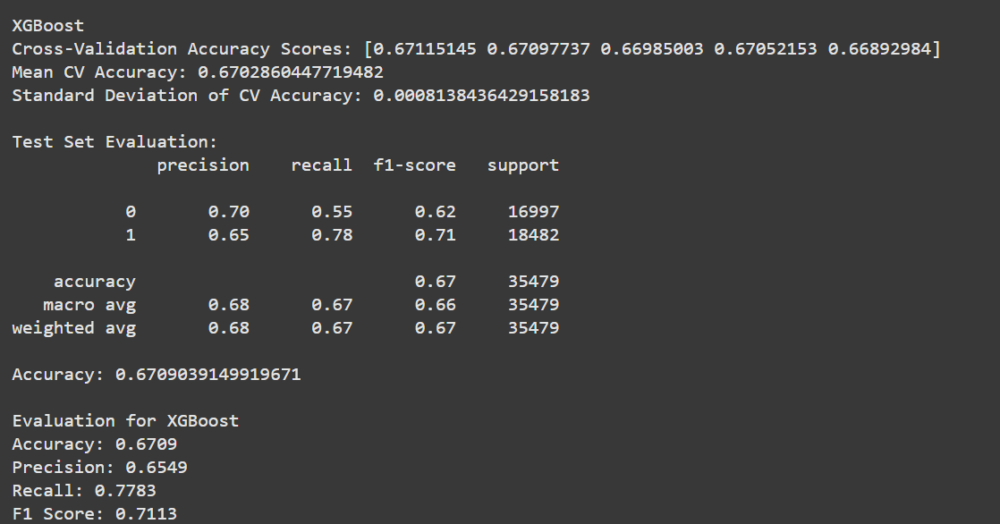 XGBoost
Cross-Validation Accuracy Scores: [0.67115145 0.67097737 0.66985003 0.67052153 0.66892984]
Mean CV Accuracy: 0.6702860447719482
Standard Deviation of CV Accuracy: 0.0008138436429158183
Test Set Evaluation:
precision recall f1-score support
0 0.70 0.55 0.62 16997
1 0.65 0.78 0.71 18482
accuracy 0.67 35479
macro avg 0.68 0.67 0.66 35479
weighted avg 0.68 0.67 0.67 35479
Accuracy: 0.6709039149919671
Evaluation for XGBoost
Accuracy: 0.6709
Precision: 0.6549
Recall: 0.7783
F1 Score: 0.7113